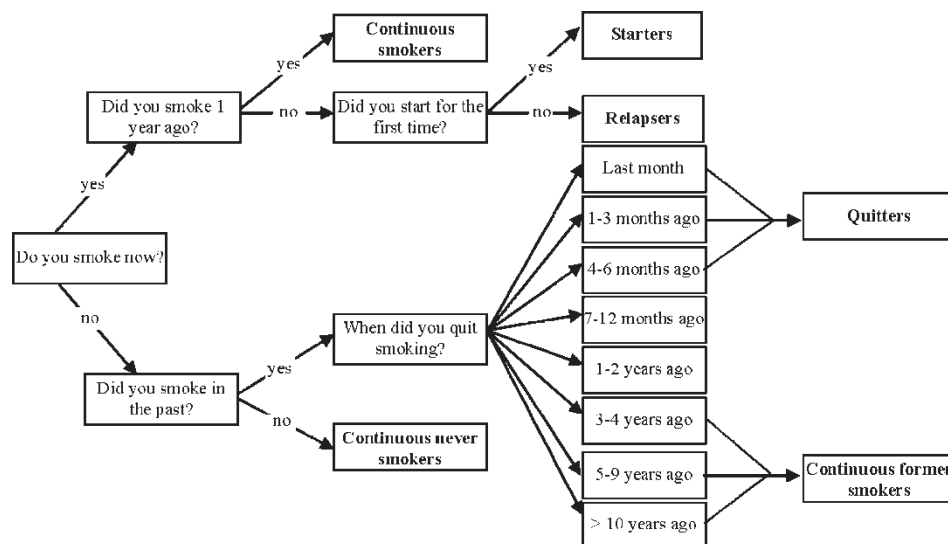 Continuous
smokers
Starters
yes
yes
Did you smoke 1
year ago?
no
Did you start for the
first time?
no
Relapsers
yes
Last month
1-3 months ago
Quitters
Do you smoke now?
4-6 months ago
no
When did you quit
smoking?
7-12 months ago
yes
1-2 years ago
Did you smoke in
the past?
3-4 years ago
no
Continuous never
smokers
5-9 years ago
Continuous former
smokers
> 10 years ago